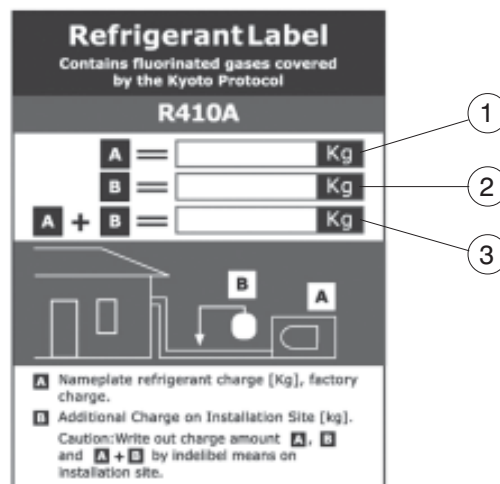 Refrigerant Label
Contains fluorinated gases covered
by the Kyoto Protocol
R410A
A = Kg 1
B = Kg 2
A + B = Kg 3
B
A
A Nameplate refrigerant charge [Kg], factory
charge.
B Additional Charge on Installation Site [kg].
Caution:Write out charge amount A, B
and A + B by indelibel means on
installation site.